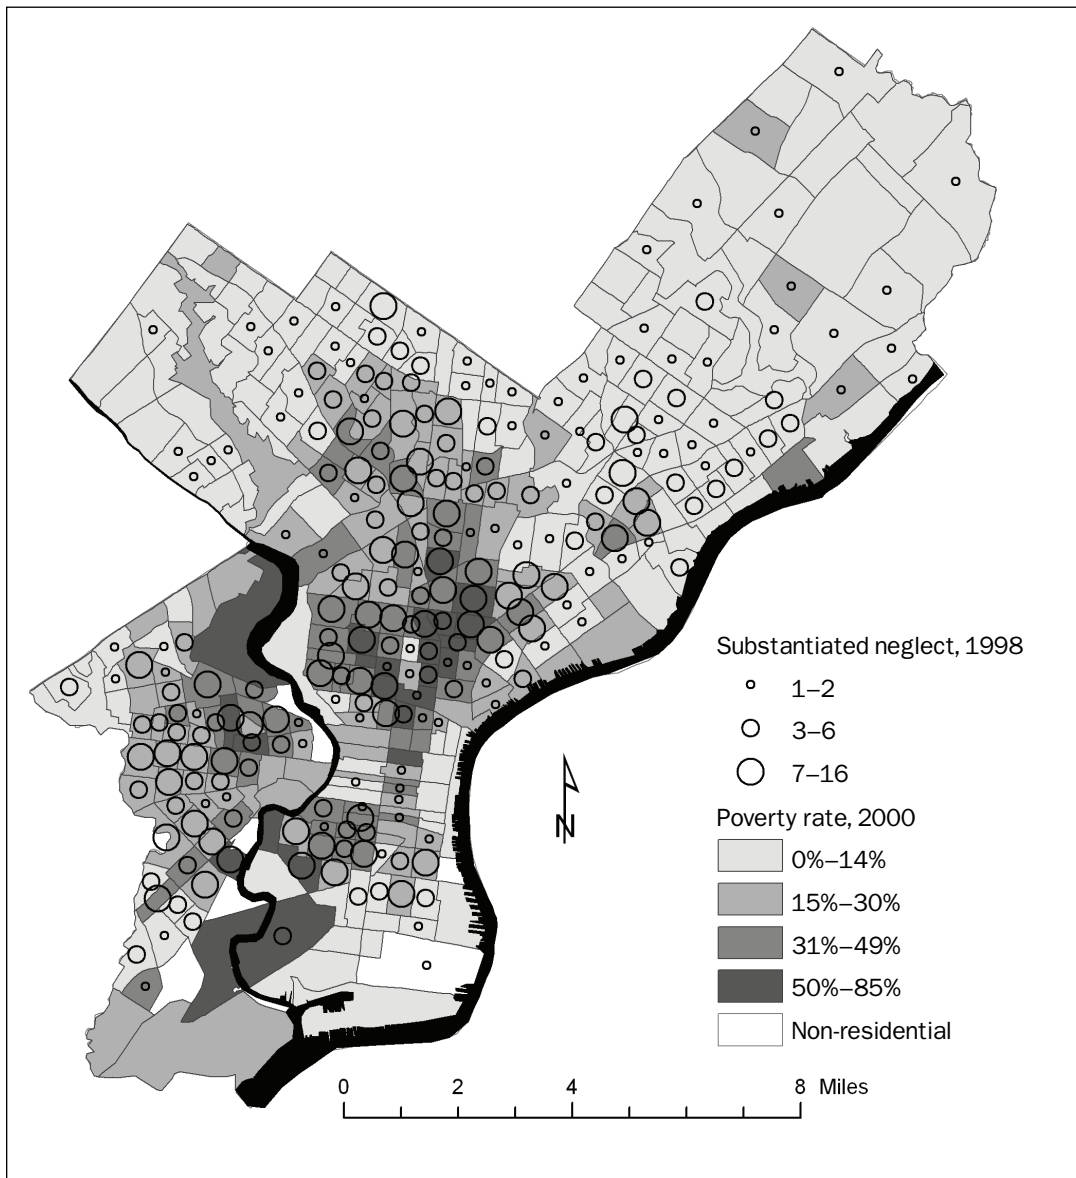 Substantiated neglect, 1998
1–2
3–6
7–16
N
Poverty rate, 2000
0%–14%
15%–30%
31%–49%
50%–85%
Non-residential
0 2 4 8 Miles